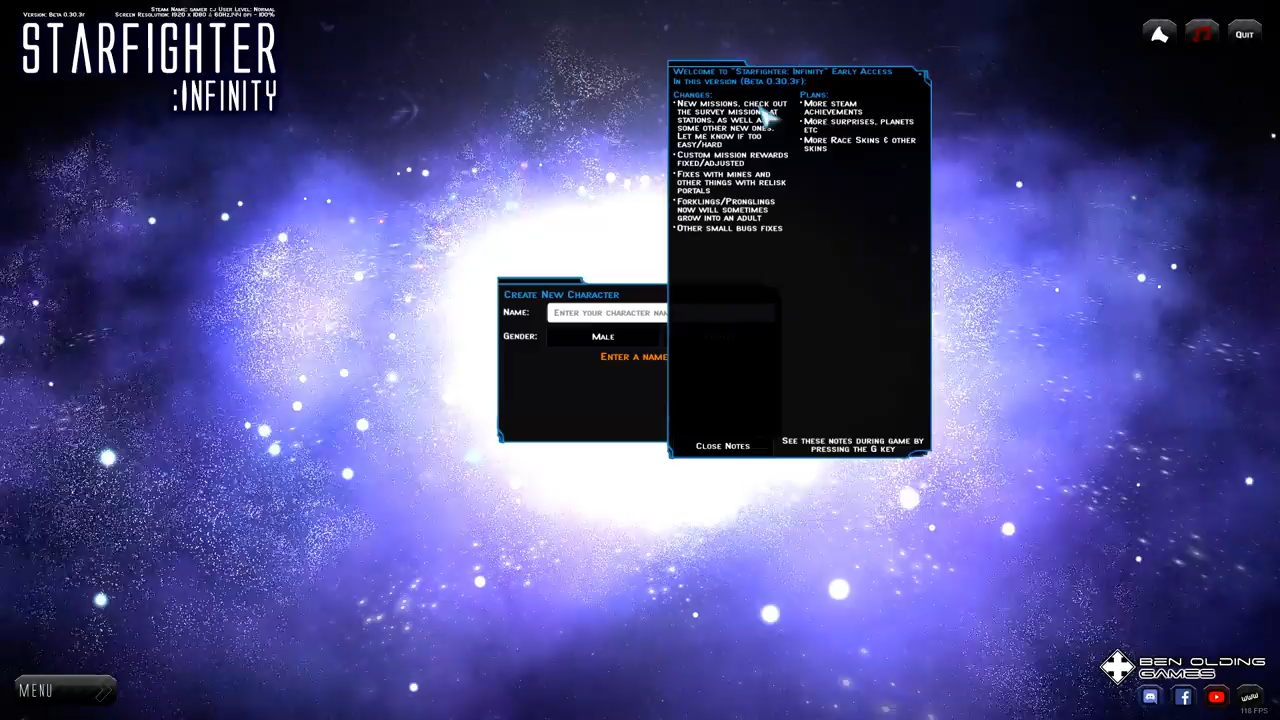 Steam Name: gamer cj User Level: Normal
Version: Beta 0.30.3f Screen Resolution: 1920 x 1080 @ 60Hz,144 dpi - 100%
STARFIGHTER
:INFINITY
Quit
Welcome to "Starfighter: Infinity" Early Access
In this version (Beta 0.30.3f):
Changes:
• New missions, check out
the survey missions at
stations, as well as
some other new ones.
Let me know if too
easy/hard
• Custom mission rewards
fixed/adjusted
• Fixes with mines and
other things with Relisk
portals
• Forklings/Pronglings
now will sometimes
grow into an adult
• Other small bugs fixes
Plans:
• More steam
achievements
• More surprises, planets
etc
• More Race Skins & other
skins
Close Notes
See these notes during game by
pressing the G key
Create New Character
Name: Enter your character nam
Gender: Male
Enter a name
MENU
BEN OLDING
GAMES
www
118 FPS